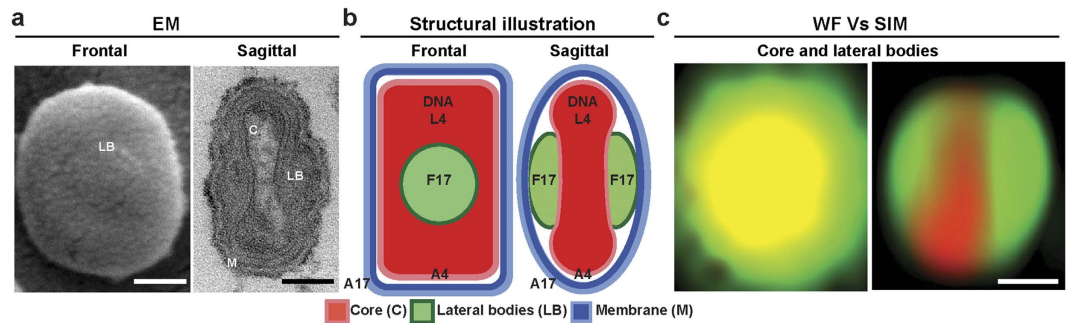 a
EM
Frontal
Sagittal
LB
C
LB
M
b
Structural illustration
Frontal
Sagittal
DNA
L4
F17
A4
A17
DNA
L4
F17
F17
A4
A17
Core (C)
Lateral bodies (LB)
Membrane (M)
c
WF Vs SIM
Core and lateral bodies